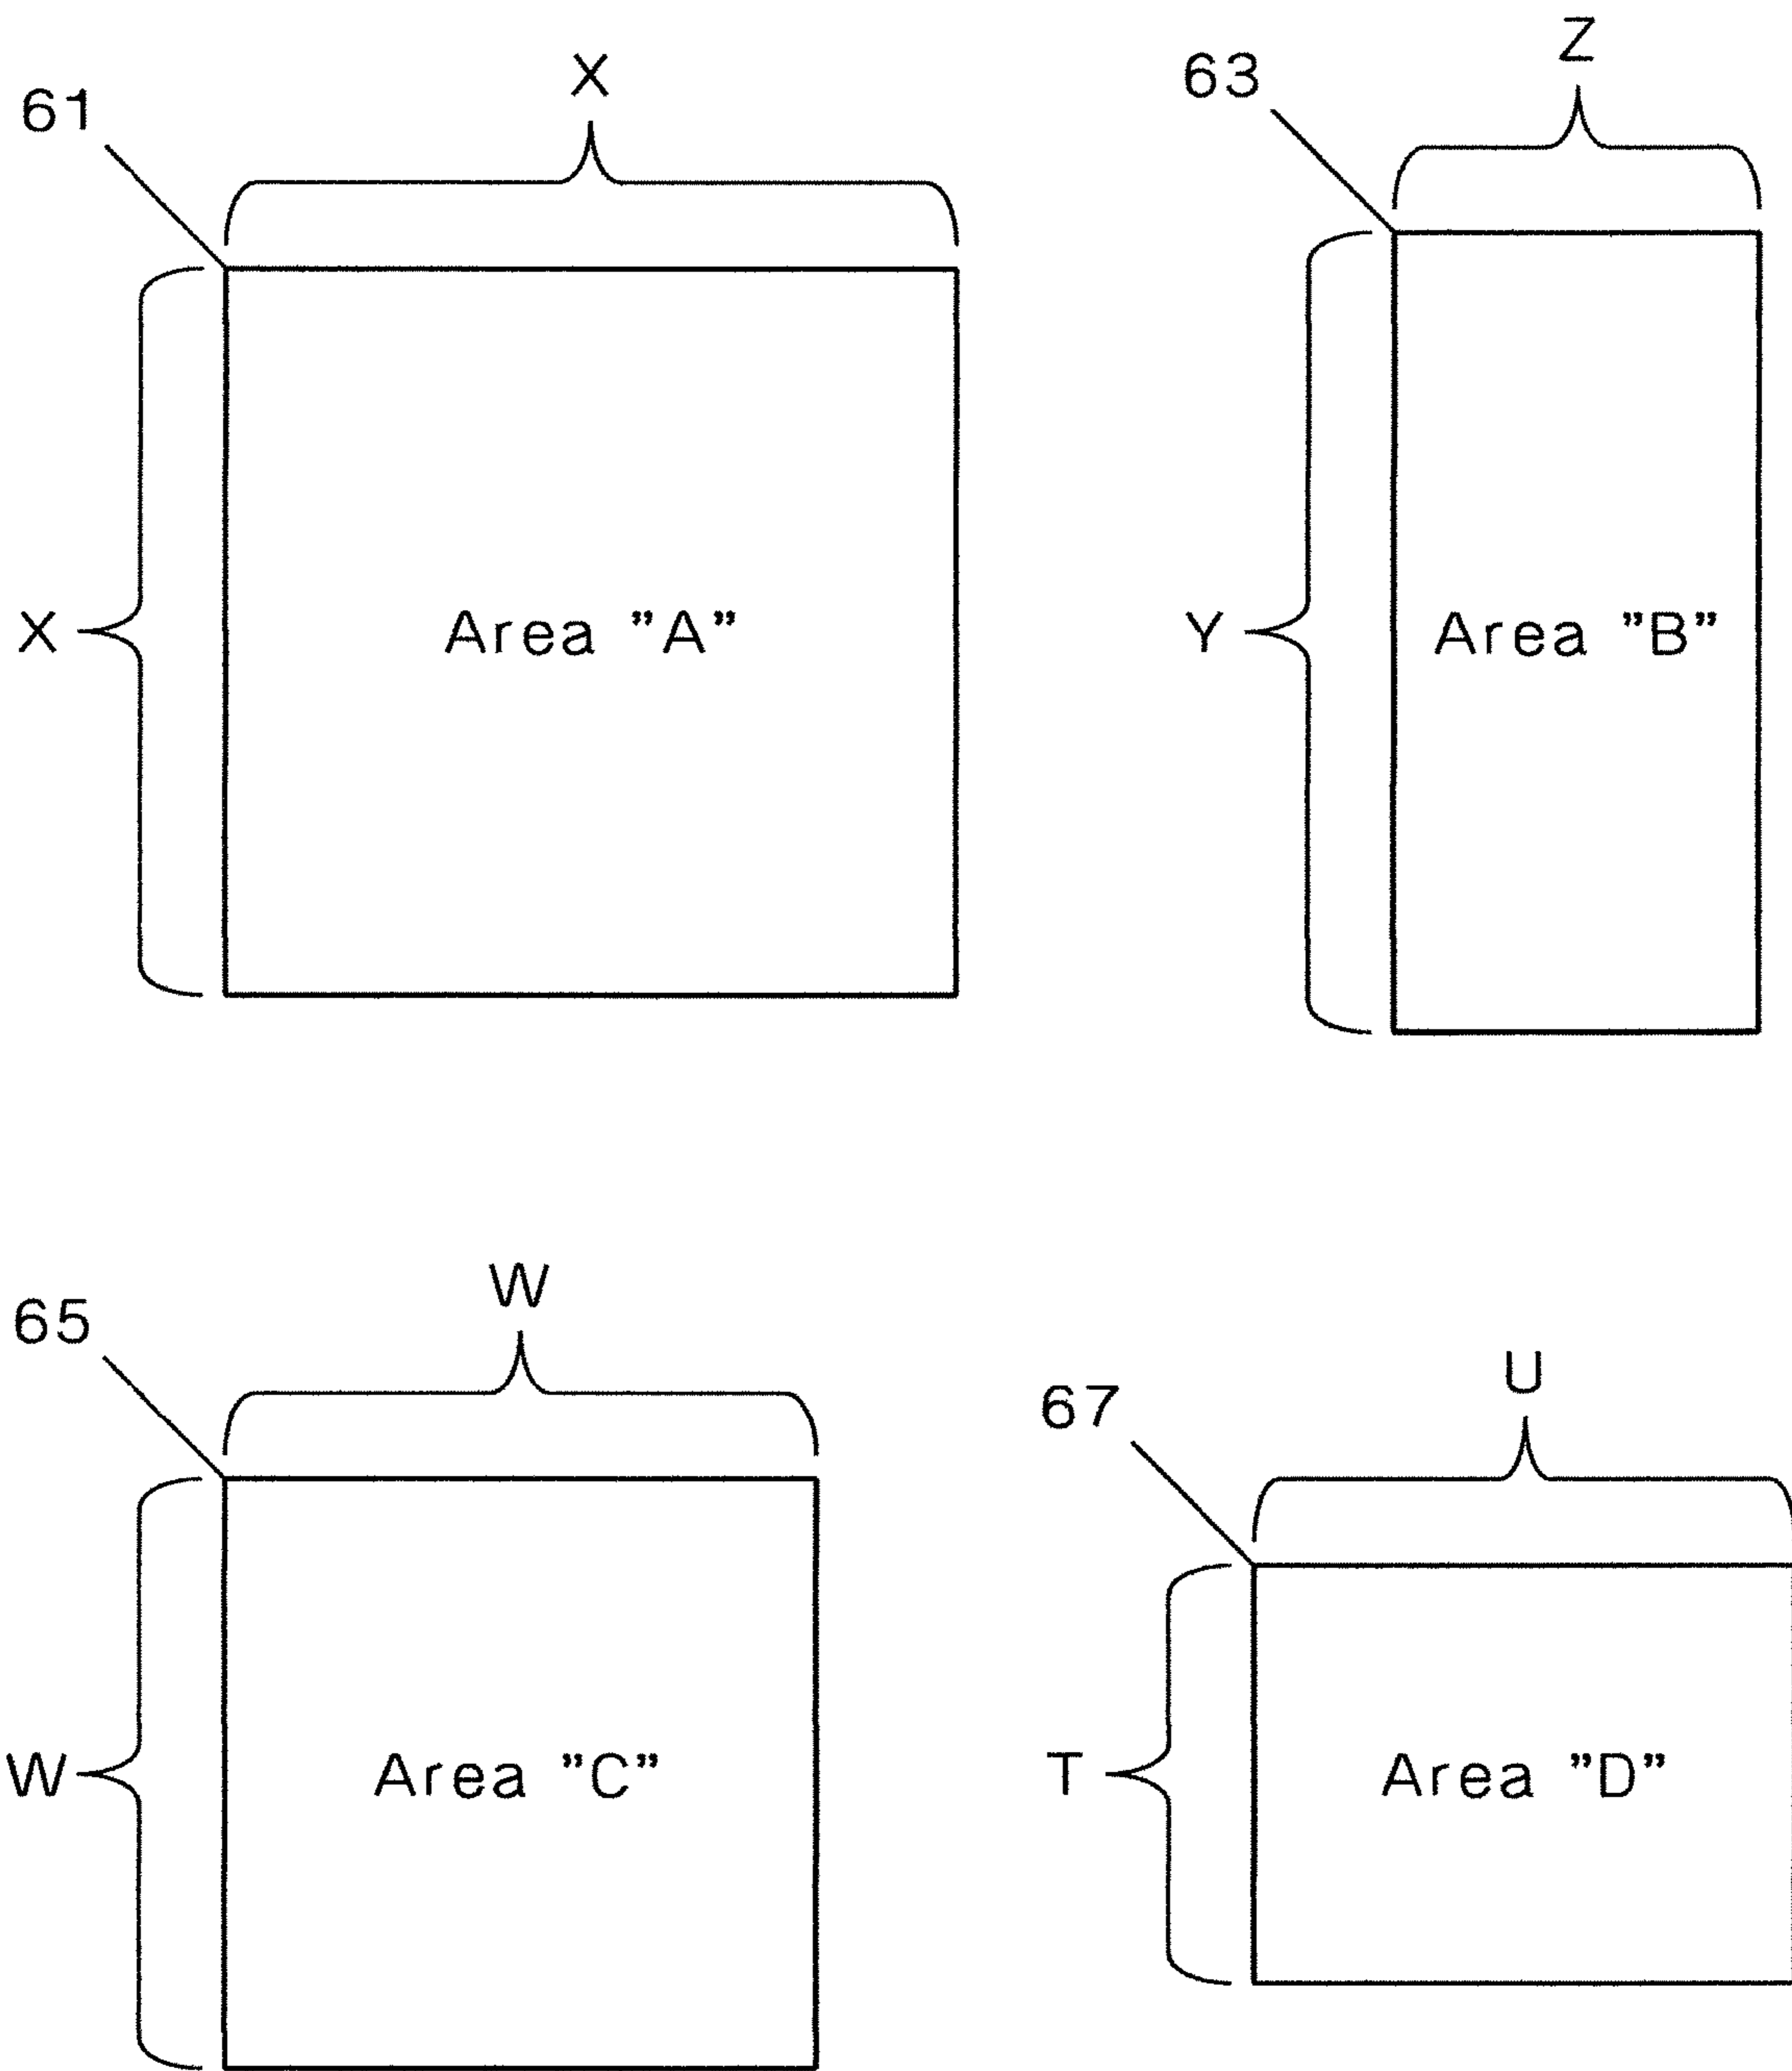 61
X
63
Z
X
Area "A"
Y
Area "B"
65
W
67
U
W
Area "C"
T
Area "D"